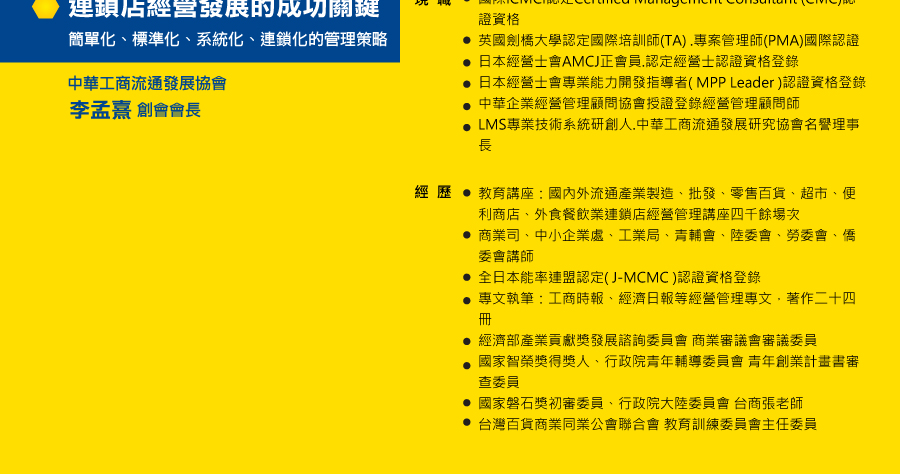 連鎖店經營發展的成功關鍵
簡單化、標準化、系統化、連鎖化的管理策略
中華工商流通發展協會
李孟熹 創會會長
現 職
● 國際ICMCI認定Certified Management Consultant (CMC)認
證資格
● 英國劍橋大學認定國際培訓師(TA) .專案管理師(PMA)國際認證
● 日本經營士會AMCJ正會員.認定經營士認證資格登錄
● 日本經營士會專業能力開發指導者( MPP Leader )認證資格登錄
● 中華企業經營管理顧問協會授證登錄經營管理顧問師
● LMS專業技術系統研創人.中華工商流通發展研究協會名譽理事
長
經 歷
● 教育講座：國內外流通產業製造、批發、零售百貨、超市、便
利商店、外食餐飲業連鎖店經營管理講座四千餘場次
● 商業司、中小企業處、工業局、青輔會、陸委會、勞委會、僑
委會講師
● 全日本能率連盟認定( J-MCMC )認證資格登錄
● 專文執筆：工商時報、經濟日報等經營管理專文，著作二十四
冊
● 經濟部產業貢獻獎發展諮詢委員會 商業審議會審議委員
● 國家智榮獎得獎人、行政院青年輔導委員會 青年創業計畫書審
查委員
● 國家磐石獎初審委員、行政院大陸委員會 台商張老師
● 台灣百貨商業同業公會聯合會 教育訓練委員會主任委員